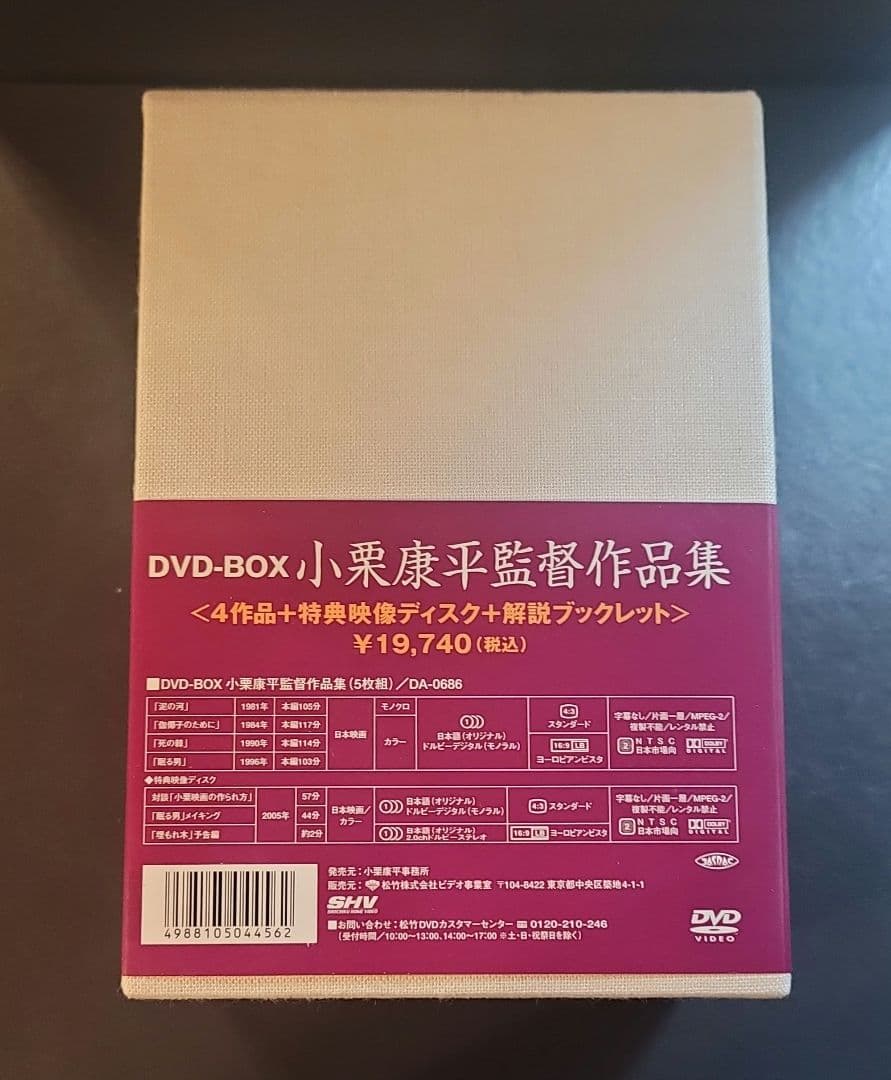 DVD-BOX 小栗康平監督作品集
<4作品+特典映像ディスク+解説ブックレット>
¥19,740(税込)
■DVD-BOX 小栗康平監督作品集(5枚組)/DA-0686
「泥の河」 1981年 本編105分 日本映画 モノクロ
「伽倻子のために」 1984年 本編117分 カラー
「死の棘」 1990年 本編114分
「眠る男」 1996年 本編103分
1))) 日本語(オリジナル)
ドルビーデジタル(モノラル)
4:3
スタンダード
16:9 LB
ヨーロピアンビスタ
字幕なし/片面一層/MPEG-2/
複製不能/レンタル禁止
2 NTSC
日本市場向
DOLBY
DIGITAL
◆特典映像ディスク
対談「小栗映画の作られ方」 2005年 57分
「眠る男」メイキング 44分
「埋もれ木」予告編 約2分
日本映画/
カラー
1))) 日本語(オリジナル)
ドルビーデジタル(モノラル)
4:3 スタンダード
1))) 日本語(オリジナル)
2.0chドルビーステレオ
16:9 LB ヨーロピアンビスタ
字幕なし/片面一層/MPEG-2/
複製不能/レンタル禁止
2 NTSC
日本市場向
DOLBY
DIGITAL
発売元:小栗康平事務所
販売元: 松竹株式会社ビデオ事業室 〒104-8422 東京都中央区築地4-1-1
SHV
SHOCHIKU HOME VIDEO
■お問い合わせ:松竹DVDカスタマーセンター 0120-210-246
(受付時間/10:00〜13:00、14:00〜17:00 ※土・日・祝祭日を除く)
4988105044562
DVD
VIDEO